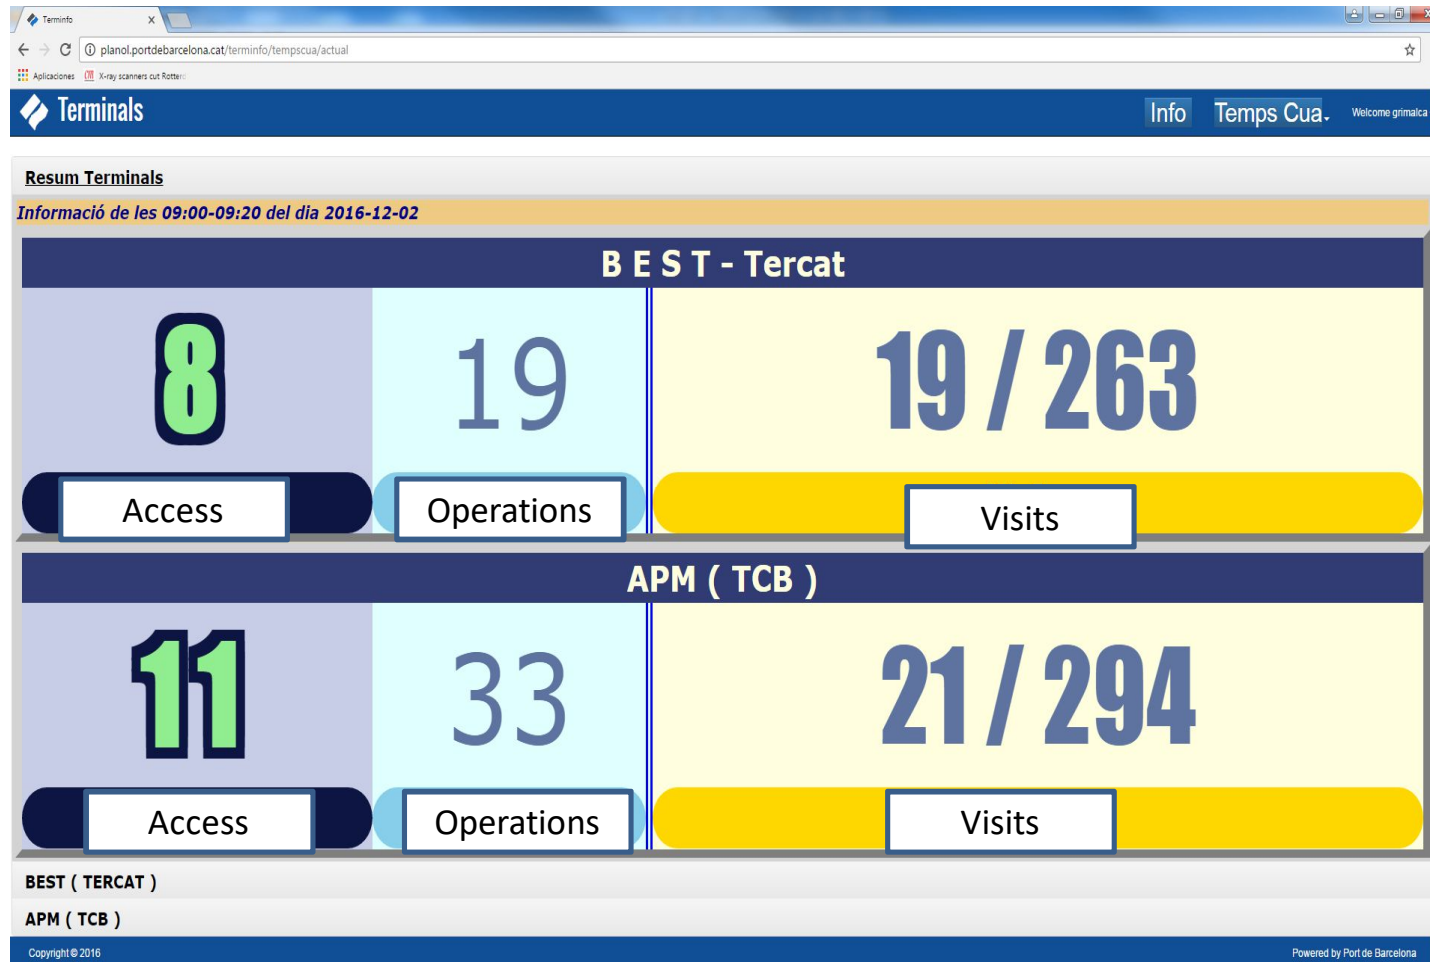 Terminfo x
planol.portdebarcelona.cat/terminfo/tempscua/actual
Aplicaciones X-ray scanners cut Rotter
Terminals Info Temps Cua Welcome grimalca
Resum Terminals
Informació de les 09:00-09:20 del dia 2016-12-02
B E S T - Tercat
8 19 19 / 263
Access Operations Visits
APM ( TCB )
11 33 21 / 294
Access Operations Visits
BEST ( TERCAT )
APM ( TCB )
Copyright © 2016 Powered by Port de Barcelona